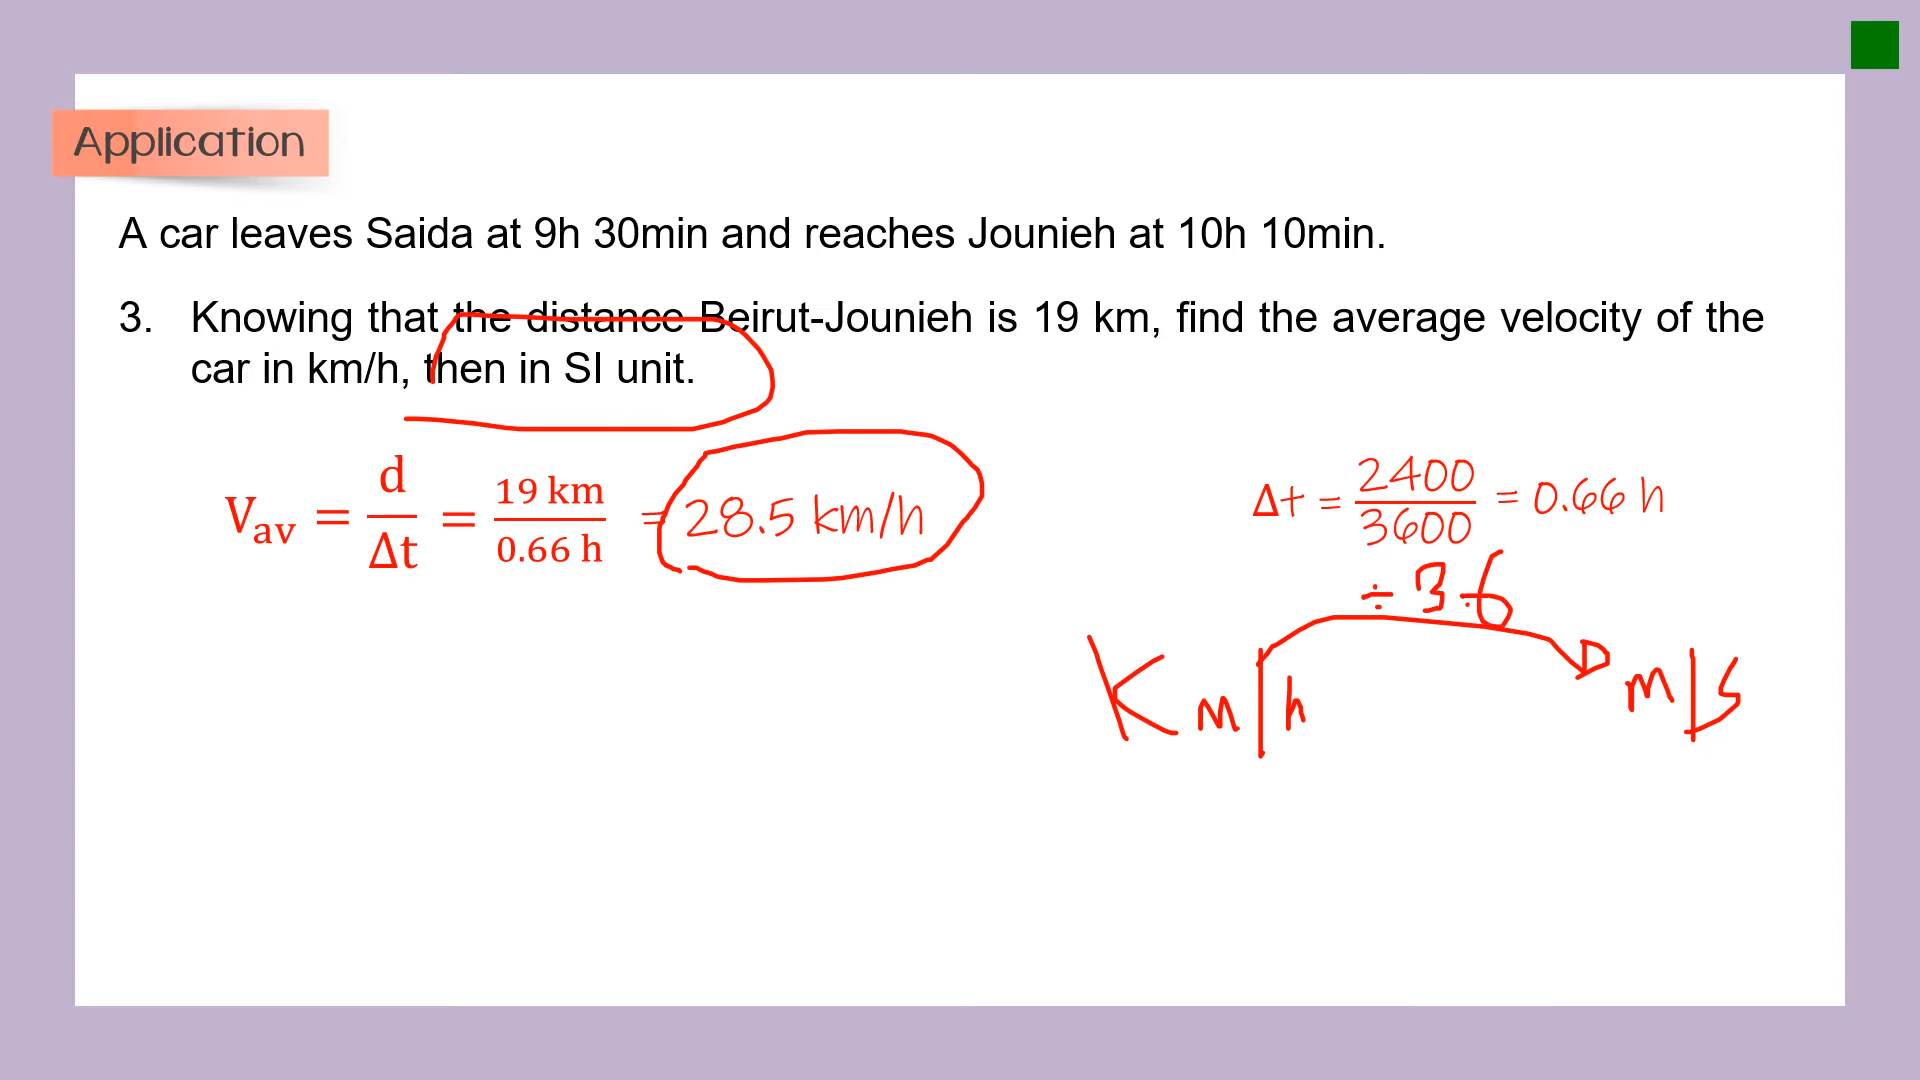 Application
A car leaves Saida at 9h 30min and reaches Jounieh at 10h 10min.
3. Knowing that the distance Beirut-Jounieh is 19 km, find the average velocity of the
car in km/h, then in SI unit.
V_av = d/Δt = 19 km/0.66 h = 28.5 km/h
Δt = 2400/3600 = 0.66 h
÷ 3.6
Km/h m/s